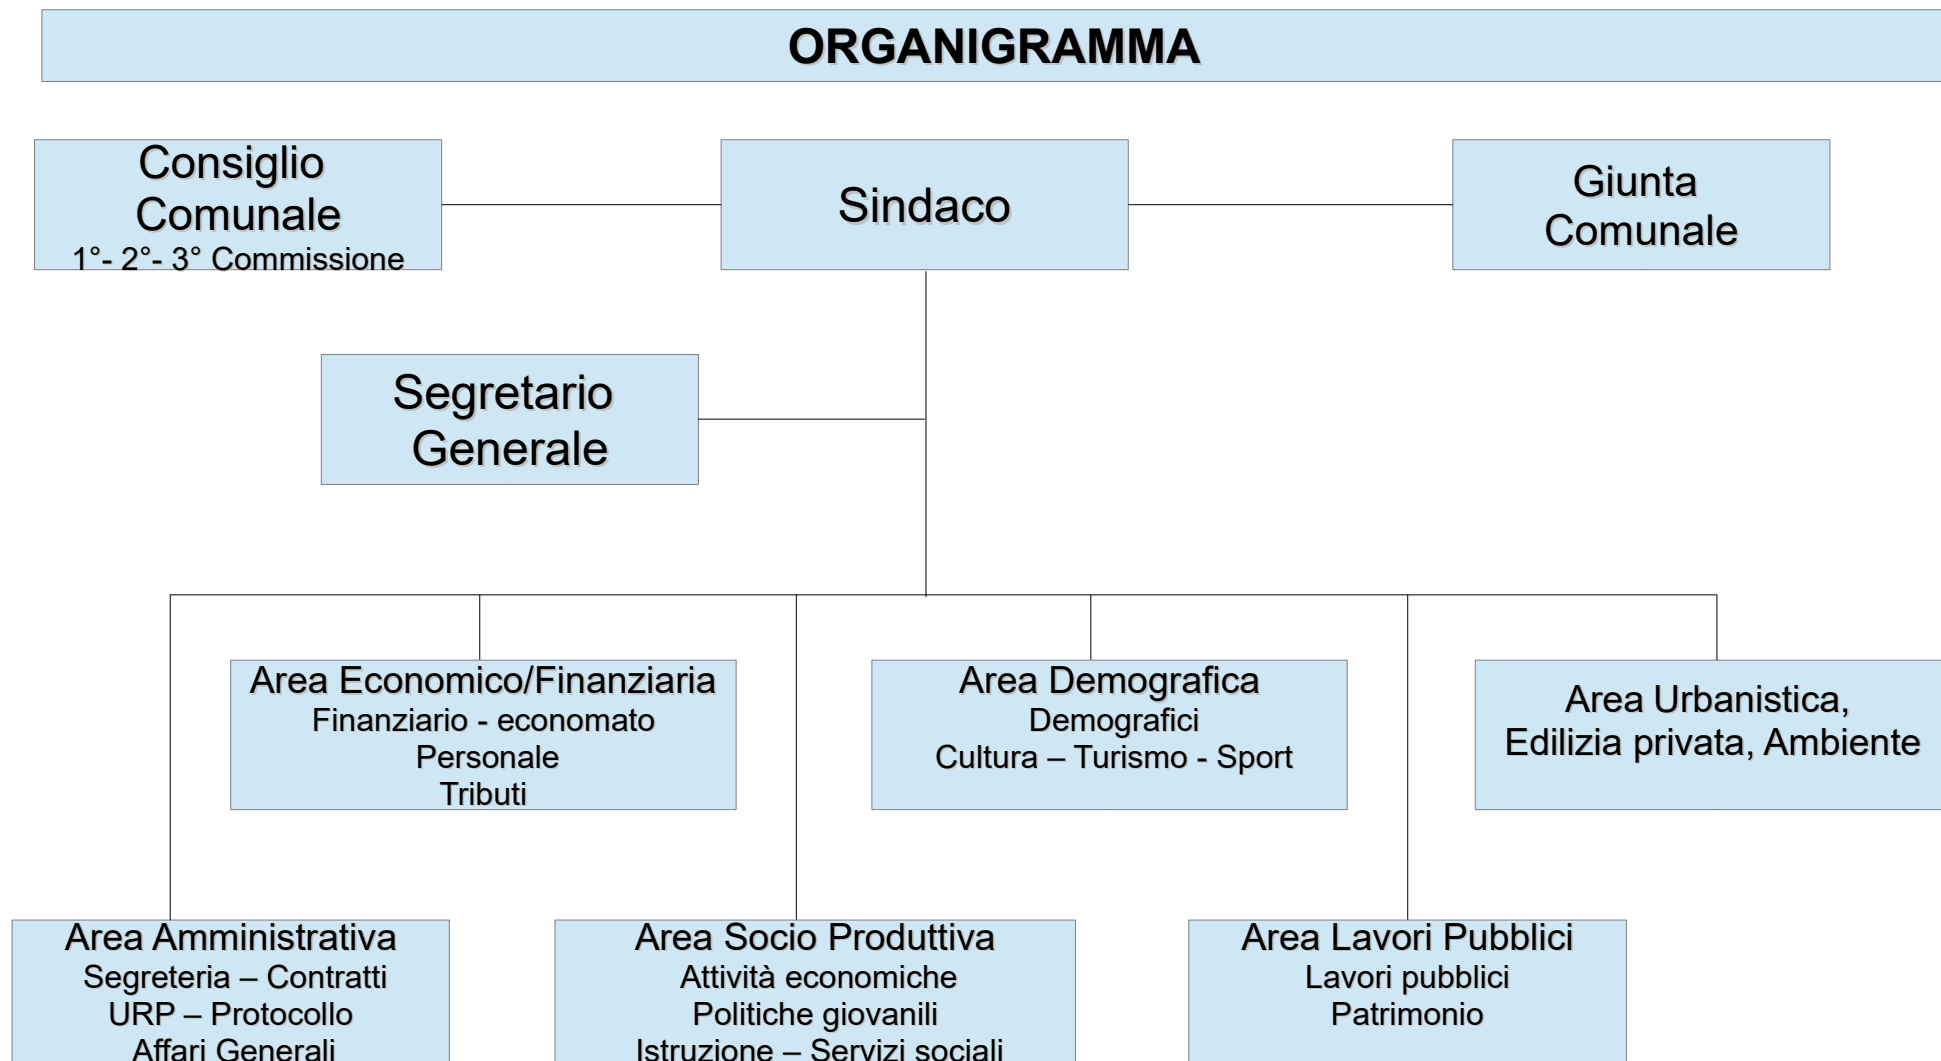 ORGANIGRAMMA
Consiglio
Comunale
1°- 2°- 3° Commissione
Sindaco
Giunta
Comunale
Segretario
Generale
Area Economico/Finanziaria
Finanziario - economato
Personale
Tributi
Area Demografica
Demografici
Cultura – Turismo - Sport
Area Urbanistica,
Edilizia privata, Ambiente
Area Amministrativa
Segreteria – Contratti
URP – Protocollo
Affari Generali
Area Socio Produttiva
Attività economiche
Politiche giovanili
Istruzione – Servizi sociali
Area Lavori Pubblici
Lavori pubblici
Patrimonio